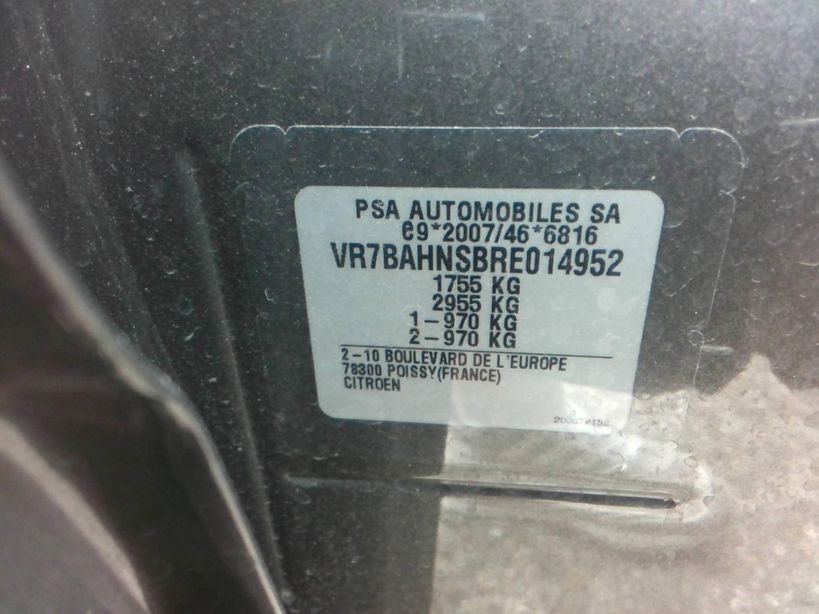 PSA AUTOMOBILES SA
e9*2007/46*6816
VR7BAHNSBRE014952
1755 KG
2955 KG
1-970 KG
2-970 KG
2-10 BOULEVARD DE L'EUROPE
78300 POISSY(FRANCE)
CITROEN